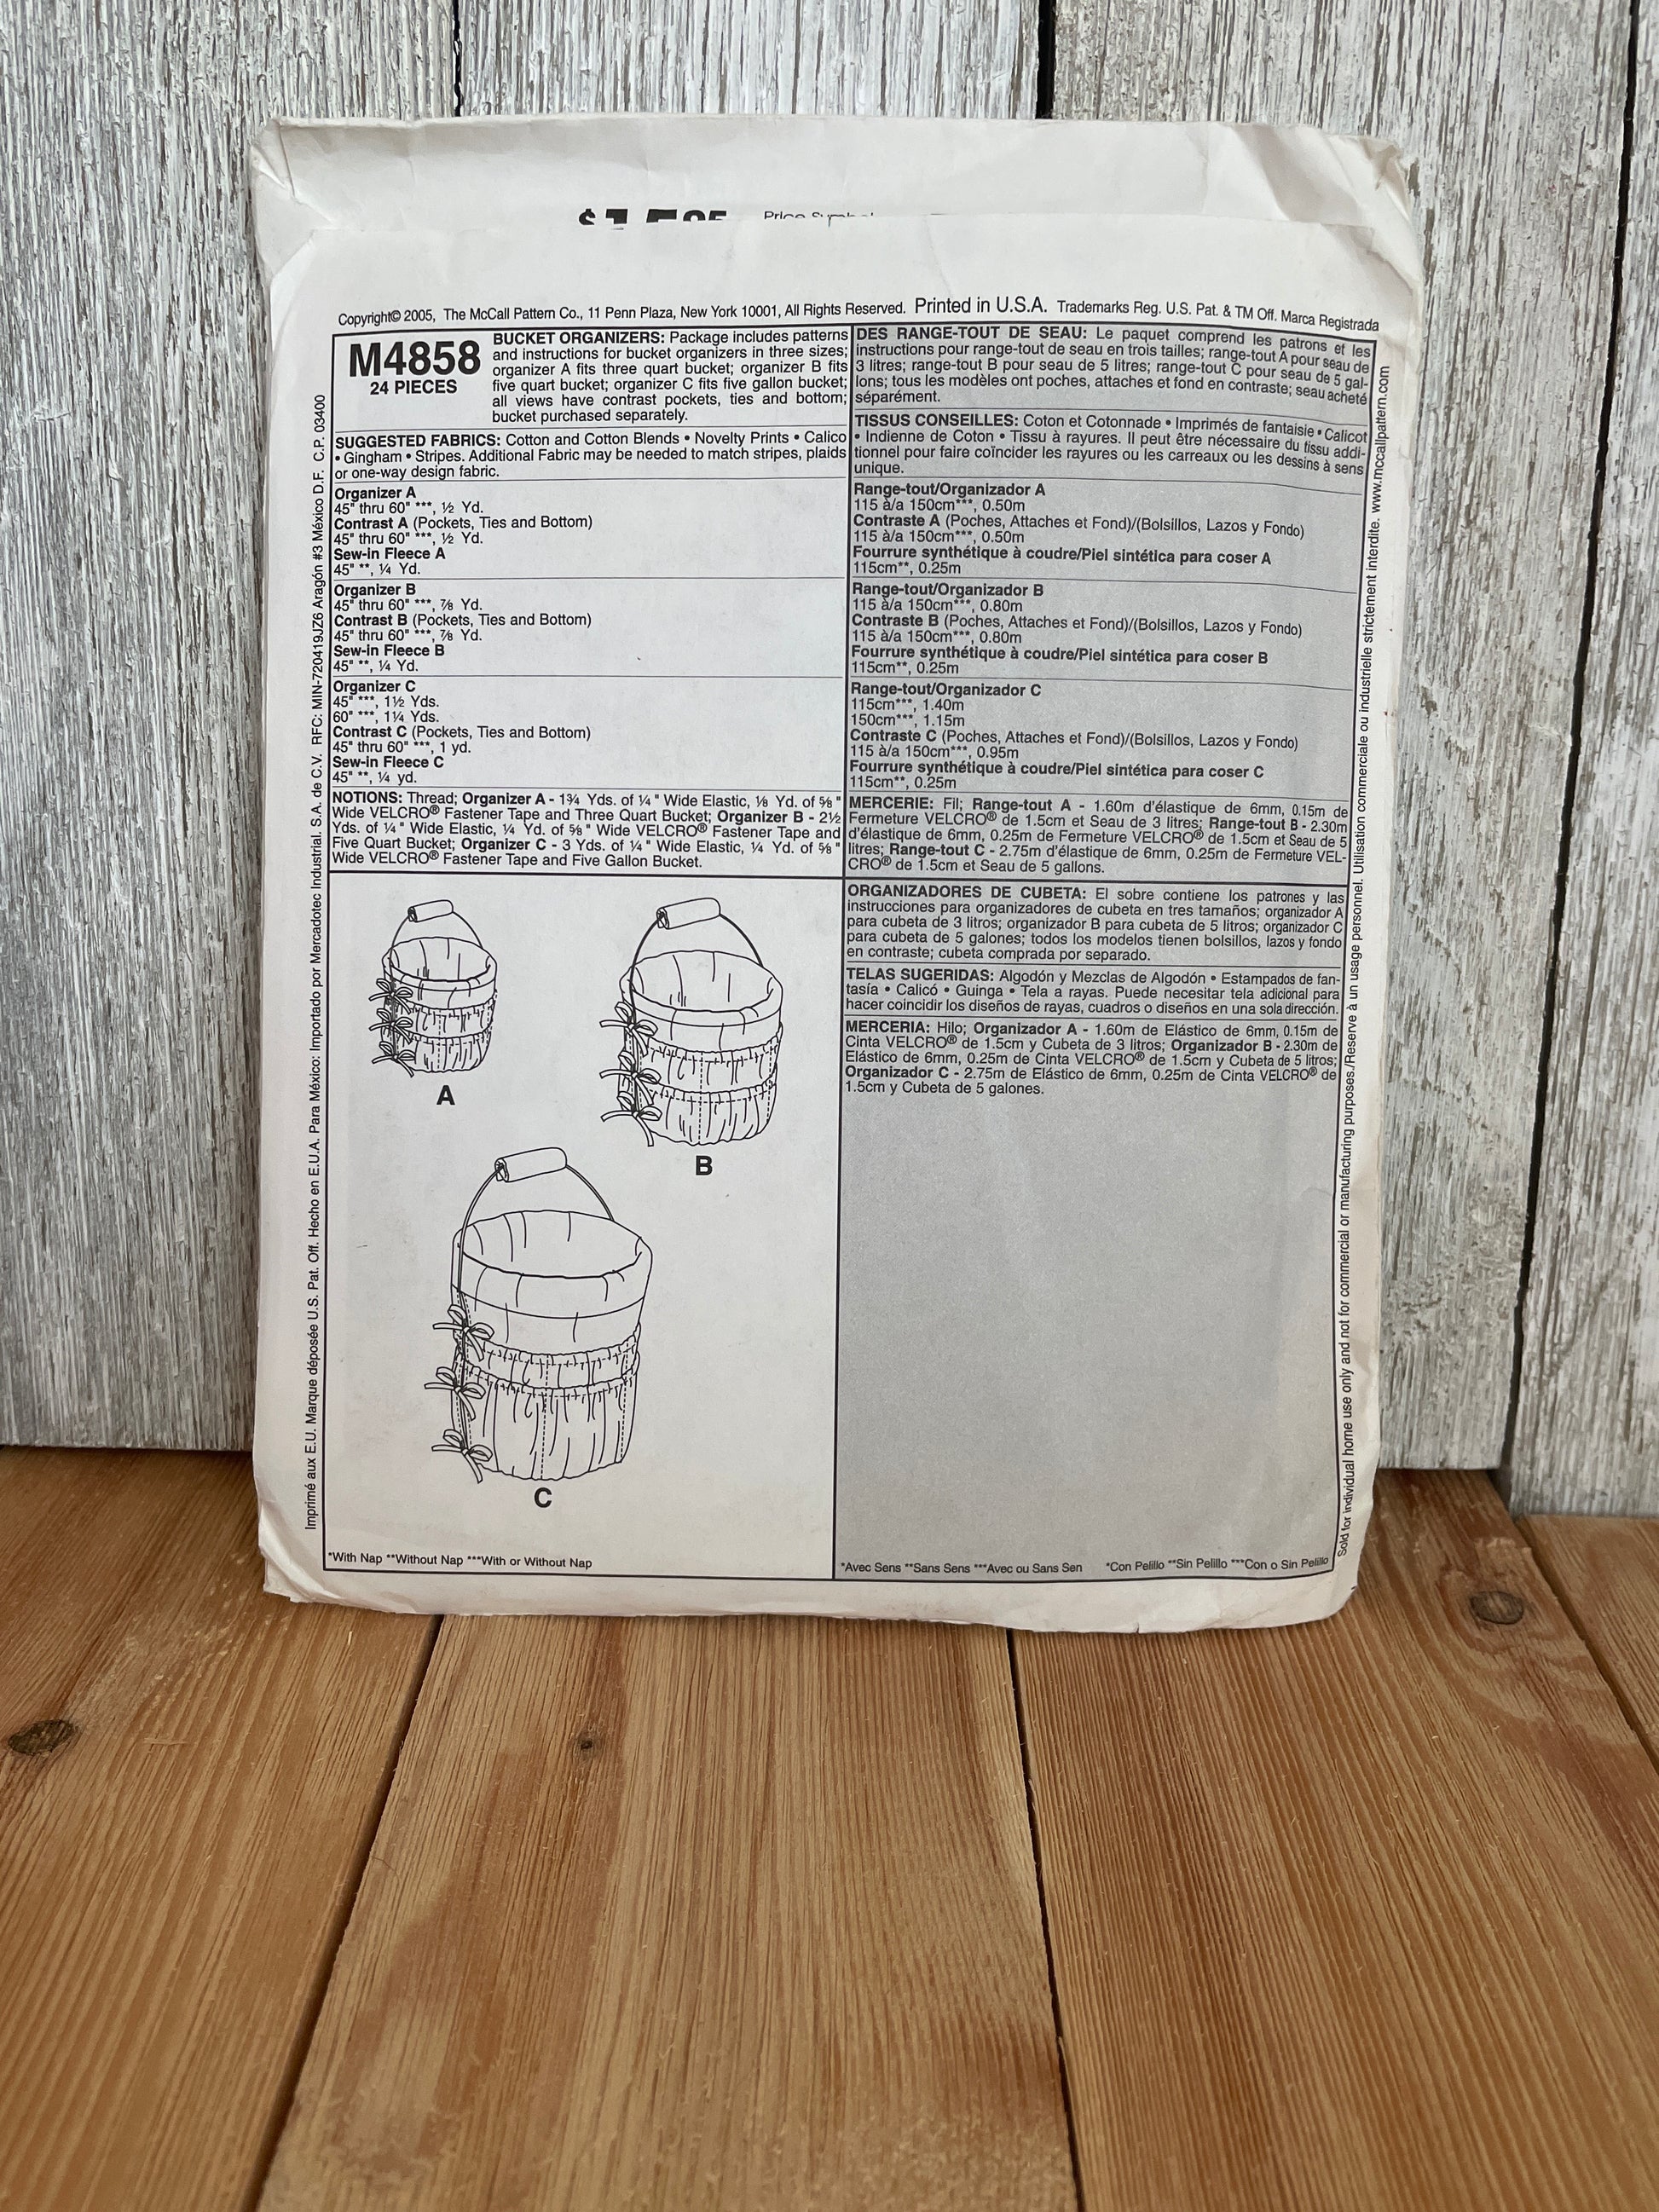 Copyright© 2005, The McCall Pattern Co., 11 Penn Plaza, New York 10001, All Rights Reserved. Printed in U.S.A. Trademarks Reg. U.S. Pat. & TM Off. Marca Registrada
M4858
24 PIECES
BUCKET ORGANIZERS: Package includes patterns
and instructions for bucket organizers in three sizes;
organizer A fits three quart bucket; organizer B fits
five quart bucket; organizer C fits five gallon bucket;
all views have contrast pockets, ties and bottom;
bucket purchased separately.
SUGGESTED FABRICS: Cotton and Cotton Blends • Novelty Prints • Calico
• Gingham • Stripes. Additional Fabric may be needed to match stripes, plaids
or one-way design fabric.
Organizer A
45" thru 60" ***, ½ Yd.
Contrast A (Pockets, Ties and Bottom)
45" thru 60" ***, ½ Yd.
Sew-in Fleece A
45" **, ¼ Yd.
Organizer B
45" thru 60" ***, ⅞ Yd.
Contrast B (Pockets, Ties and Bottom)
45" thru 60" ***, ⅞ Yd.
Sew-in Fleece B
45" **, ¼ Yd.
Organizer C
45" ***, 1½ Yds.
60" ***, 1¼ Yds.
Contrast C (Pockets, Ties and Bottom)
45" thru 60" ***, 1 yd.
Sew-in Fleece C
45" **, ¼ yd.
NOTIONS: Thread; Organizer A - 1¾ Yds. of ¼" Wide Elastic, ⅛ Yd. of ⅝"
Wide VELCRO® Fastener Tape and Three Quart Bucket; Organizer B - 2½
Yds. of ¼" Wide Elastic, ¼ Yd. of ⅝" Wide VELCRO® Fastener Tape and
Five Quart Bucket; Organizer C - 3 Yds. of ¼" Wide Elastic, ¼ Yd. of ⅝"
Wide VELCRO® Fastener Tape and Five Gallon Bucket.
A
B
C
*With Nap **Without Nap ***With or Without Nap
DES RANGE-TOUT DE SEAU: Le paquet comprend les patrons et les
instructions pour range-tout de seau en trois tailles; range-tout A pour seau de
3 litres; range-tout B pour seau de 5 litres; range-tout C pour seau de 5 gal-
lons; tous les modèles ont poches, attaches et fond en contraste; seau acheté
séparément.
TISSUS CONSEILLES: Coton et Cotonnade • Imprimés de fantaisie • Calicot
• Indienne de Coton • Tissu à rayures. Il peut être nécessaire du tissu addi-
tionnel pour faire coïncider les rayures ou les carreaux ou les dessins à sens
unique.
Range-tout/Organizador A
115 à/a 150cm***, 0.50m
Contraste A (Poches, Attaches et Fond)/(Bolsillos, Lazos y Fondo)
115 à/a 150cm***, 0.50m
Fourrure synthétique à coudre/Piel sintética para coser A
115cm**, 0.25m
Range-tout/Organizador B
115 à/a 150cm***, 0.80m
Contraste B (Poches, Attaches et Fond)/(Bolsillos, Lazos y Fondo)
115 à/a 150cm***, 0.80m
Fourrure synthétique à coudre/Piel sintética para coser B
115cm**, 0.25m
Range-tout/Organizador C
115cm***, 1.40m
150cm***, 1.15m
Contraste C (Poches, Attaches et Fond)/(Bolsillos, Lazos y Fondo)
115 à/a 150cm***, 0.95m
Fourrure synthétique à coudre/Piel sintética para coser C
115cm**, 0.25m
MERCERIE: Fil; Range-tout A - 1.60m d'élastique de 6mm, 0.15m de
Fermeture VELCRO® de 1.5cm et Seau de 3 litres; Range-tout B - 2.30m
d'élastique de 6mm, 0.25m de Fermeture VELCRO® de 1.5cm et Seau de 5
litres; Range-tout C - 2.75m d'élastique de 6mm, 0.25m de Fermeture VEL-
CRO® de 1.5cm et Seau de 5 gallons.
ORGANIZADORES DE CUBETA: El sobre contiene los patrones y las
instrucciones para organizadores de cubeta en tres tamaños; organizador A
para cubeta de 3 litros; organizador B para cubeta de 5 litros; organizador C
para cubeta de 5 galones; todos los modelos tienen bolsillos, lazos y fondo
en contraste; cubeta comprada por separado.
TELAS SUGERIDAS: Algodón y Mezclas de Algodón • Estampados de fan-
tasía • Calicó • Guinga • Tela a rayas. Puede necesitar tela adicional para
hacer coincidir los diseños de rayas, cuadros o diseños en una sola dirección.
MERCERIA: Hilo; Organizador A - 1.60m de Elástico de 6mm, 0.15m de
Cinta VELCRO® de 1.5cm y Cubeta de 3 litros; Organizador B - 2.30m de
Elástico de 6mm, 0.25m de Cinta VELCRO® de 1.5cm y Cubeta de 5 litros;
Organizador C - 2.75m de Elástico de 6mm, 0.25m de Cinta VELCRO® de
1.5cm y Cubeta de 5 galones.
*Avec Sens **Sans Sens ***Avec ou Sans Sen *Con Pelillo **Sin Pelillo ***Con o Sin Pelillo
Imprimé aux E.U. Marque déposée U.S. Pat. Off. Hecho en E.U.A. Para México: Importado por Mercadotec Industrial. S.A. de C.V. RFC: MIN-720419JZ6 Aragón #3 México D.F. C.P. 03400
Sold for individual home use only and not for commercial or manufacturing purposes./Reserve à un usage personnel. Utilisation commerciale ou industrielle strictement interdite. www.mccallpattern.com